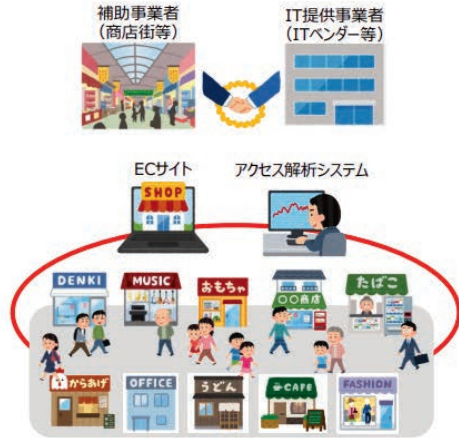 補助事業者
(商店街等)
IT提供事業者
(ITベンダー等)
ECサイト
アクセス解析システム
SHOP
DENKI
MUSIC
おもちゃ
〇〇商店
たばこ
からあげ
OFFICE
うどん
CAFE
FASHION